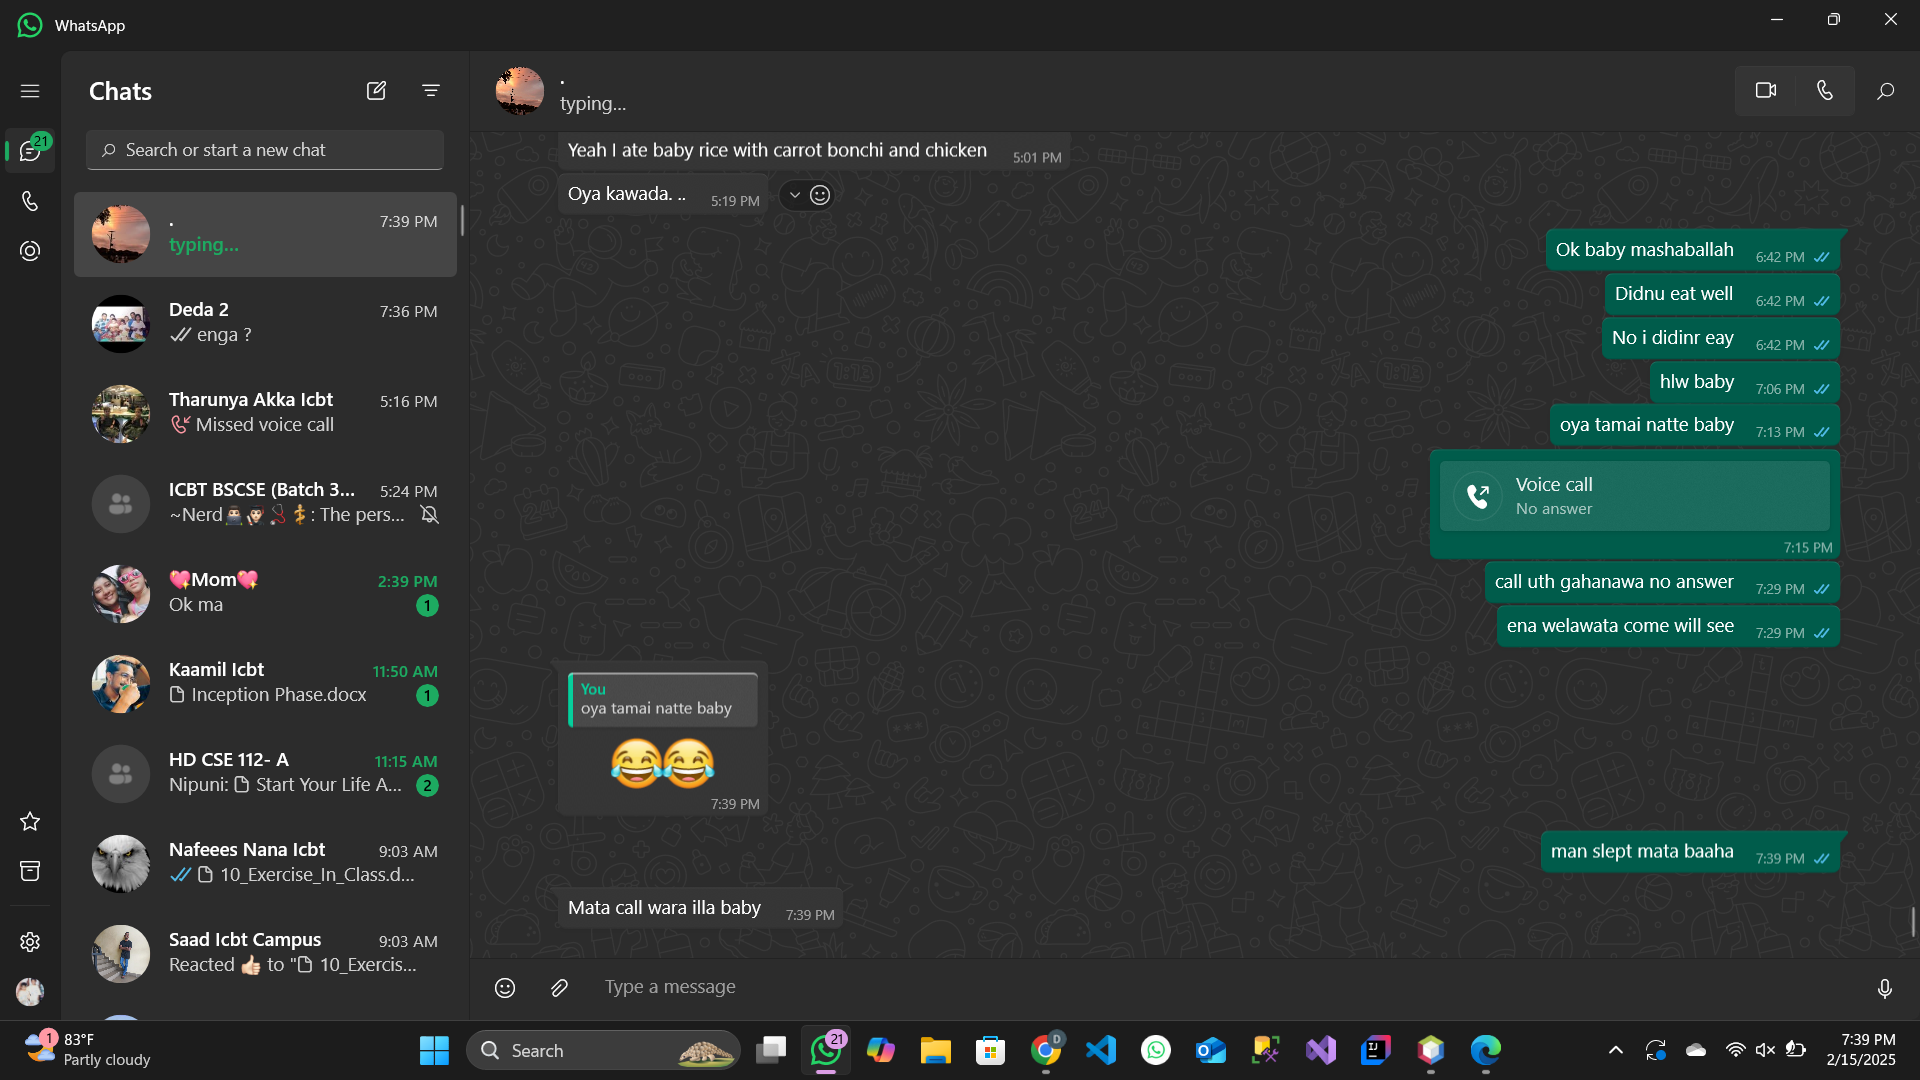 WhatsApp
Chats
21
Search or start a new chat
.
7:39 PM
typing...
Deda 2
7:36 PM
enga ?
Tharunya Akka Icbt
5:16 PM
Missed voice call
ICBT BSCSE (Batch 3...
5:24 PM
~Nerd👨🏻‍💻🧛🏻🩺⚕️: The pers...
💖Mom💖
2:39 PM
Ok ma
1
Kaamil Icbt
11:50 AM
Inception Phase.docx
1
HD CSE 112- A
11:15 AM
Nipuni: Start Your Life A...
2
Nafeees Nana Icbt
9:03 AM
10_Exercise_In_Class.d...
Saad Icbt Campus
9:03 AM
Reacted 👍🏻 to "10_Exercis...
.
typing...
Yeah I ate baby rice with carrot bonchi and chicken 5:01 PM
Oya kawada. .. 5:19 PM
Ok baby mashaballah 6:42 PM
Didnu eat well 6:42 PM
No i didinr eay 6:42 PM
hlw baby 7:06 PM
oya tamai natte baby 7:13 PM
Voice call
No answer
7:15 PM
call uth gahanawa no answer 7:29 PM
ena welawata come will see 7:29 PM
You
oya tamai natte baby
😂😂
7:39 PM
man slept mata baaha 7:39 PM
Mata call wara illa baby 7:39 PM
Type a message
1
83°F
Partly cloudy
Search
21
D
7:39 PM
2/15/2025